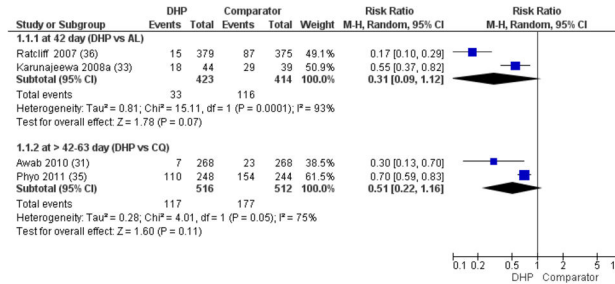 DHP Comparator Risk Ratio Risk Ratio
Study or Subgroup Events Total Events Total Weight M-H, Random, 95% CI M-H, Random, 95% CI
1.1.1 at 42 day (DHP vs AL)
Ratcliff 2007 (36) 15 379 87 375 49.1% 0.17 [0.10, 0.29]
Karunajeewa 2008a (33) 18 44 29 39 50.9% 0.55 [0.37, 0.82]
Subtotal (95% CI) 423 414 100.0% 0.31 [0.09, 1.12]
Total events 33 116
Heterogeneity: Tau² = 0.81; Chi² = 15.11, df = 1 (P = 0.0001); I² = 93%
Test for overall effect: Z = 1.78 (P = 0.07)
1.1.2 at > 42-63 day (DHP vs CQ)
Awab 2010 (31) 7 268 23 268 38.5% 0.30 [0.13, 0.70]
Phyo 2011 (35) 110 248 154 244 61.5% 0.70 [0.59, 0.83]
Subtotal (95% CI) 516 512 100.0% 0.51 [0.22, 1.16]
Total events 117 177
Heterogeneity: Tau² = 0.28; Chi² = 4.01, df = 1 (P = 0.05); I² = 75%
Test for overall effect: Z = 1.60 (P = 0.11)
0.1 0.2 0.5 1 2 5
DHP Comparator